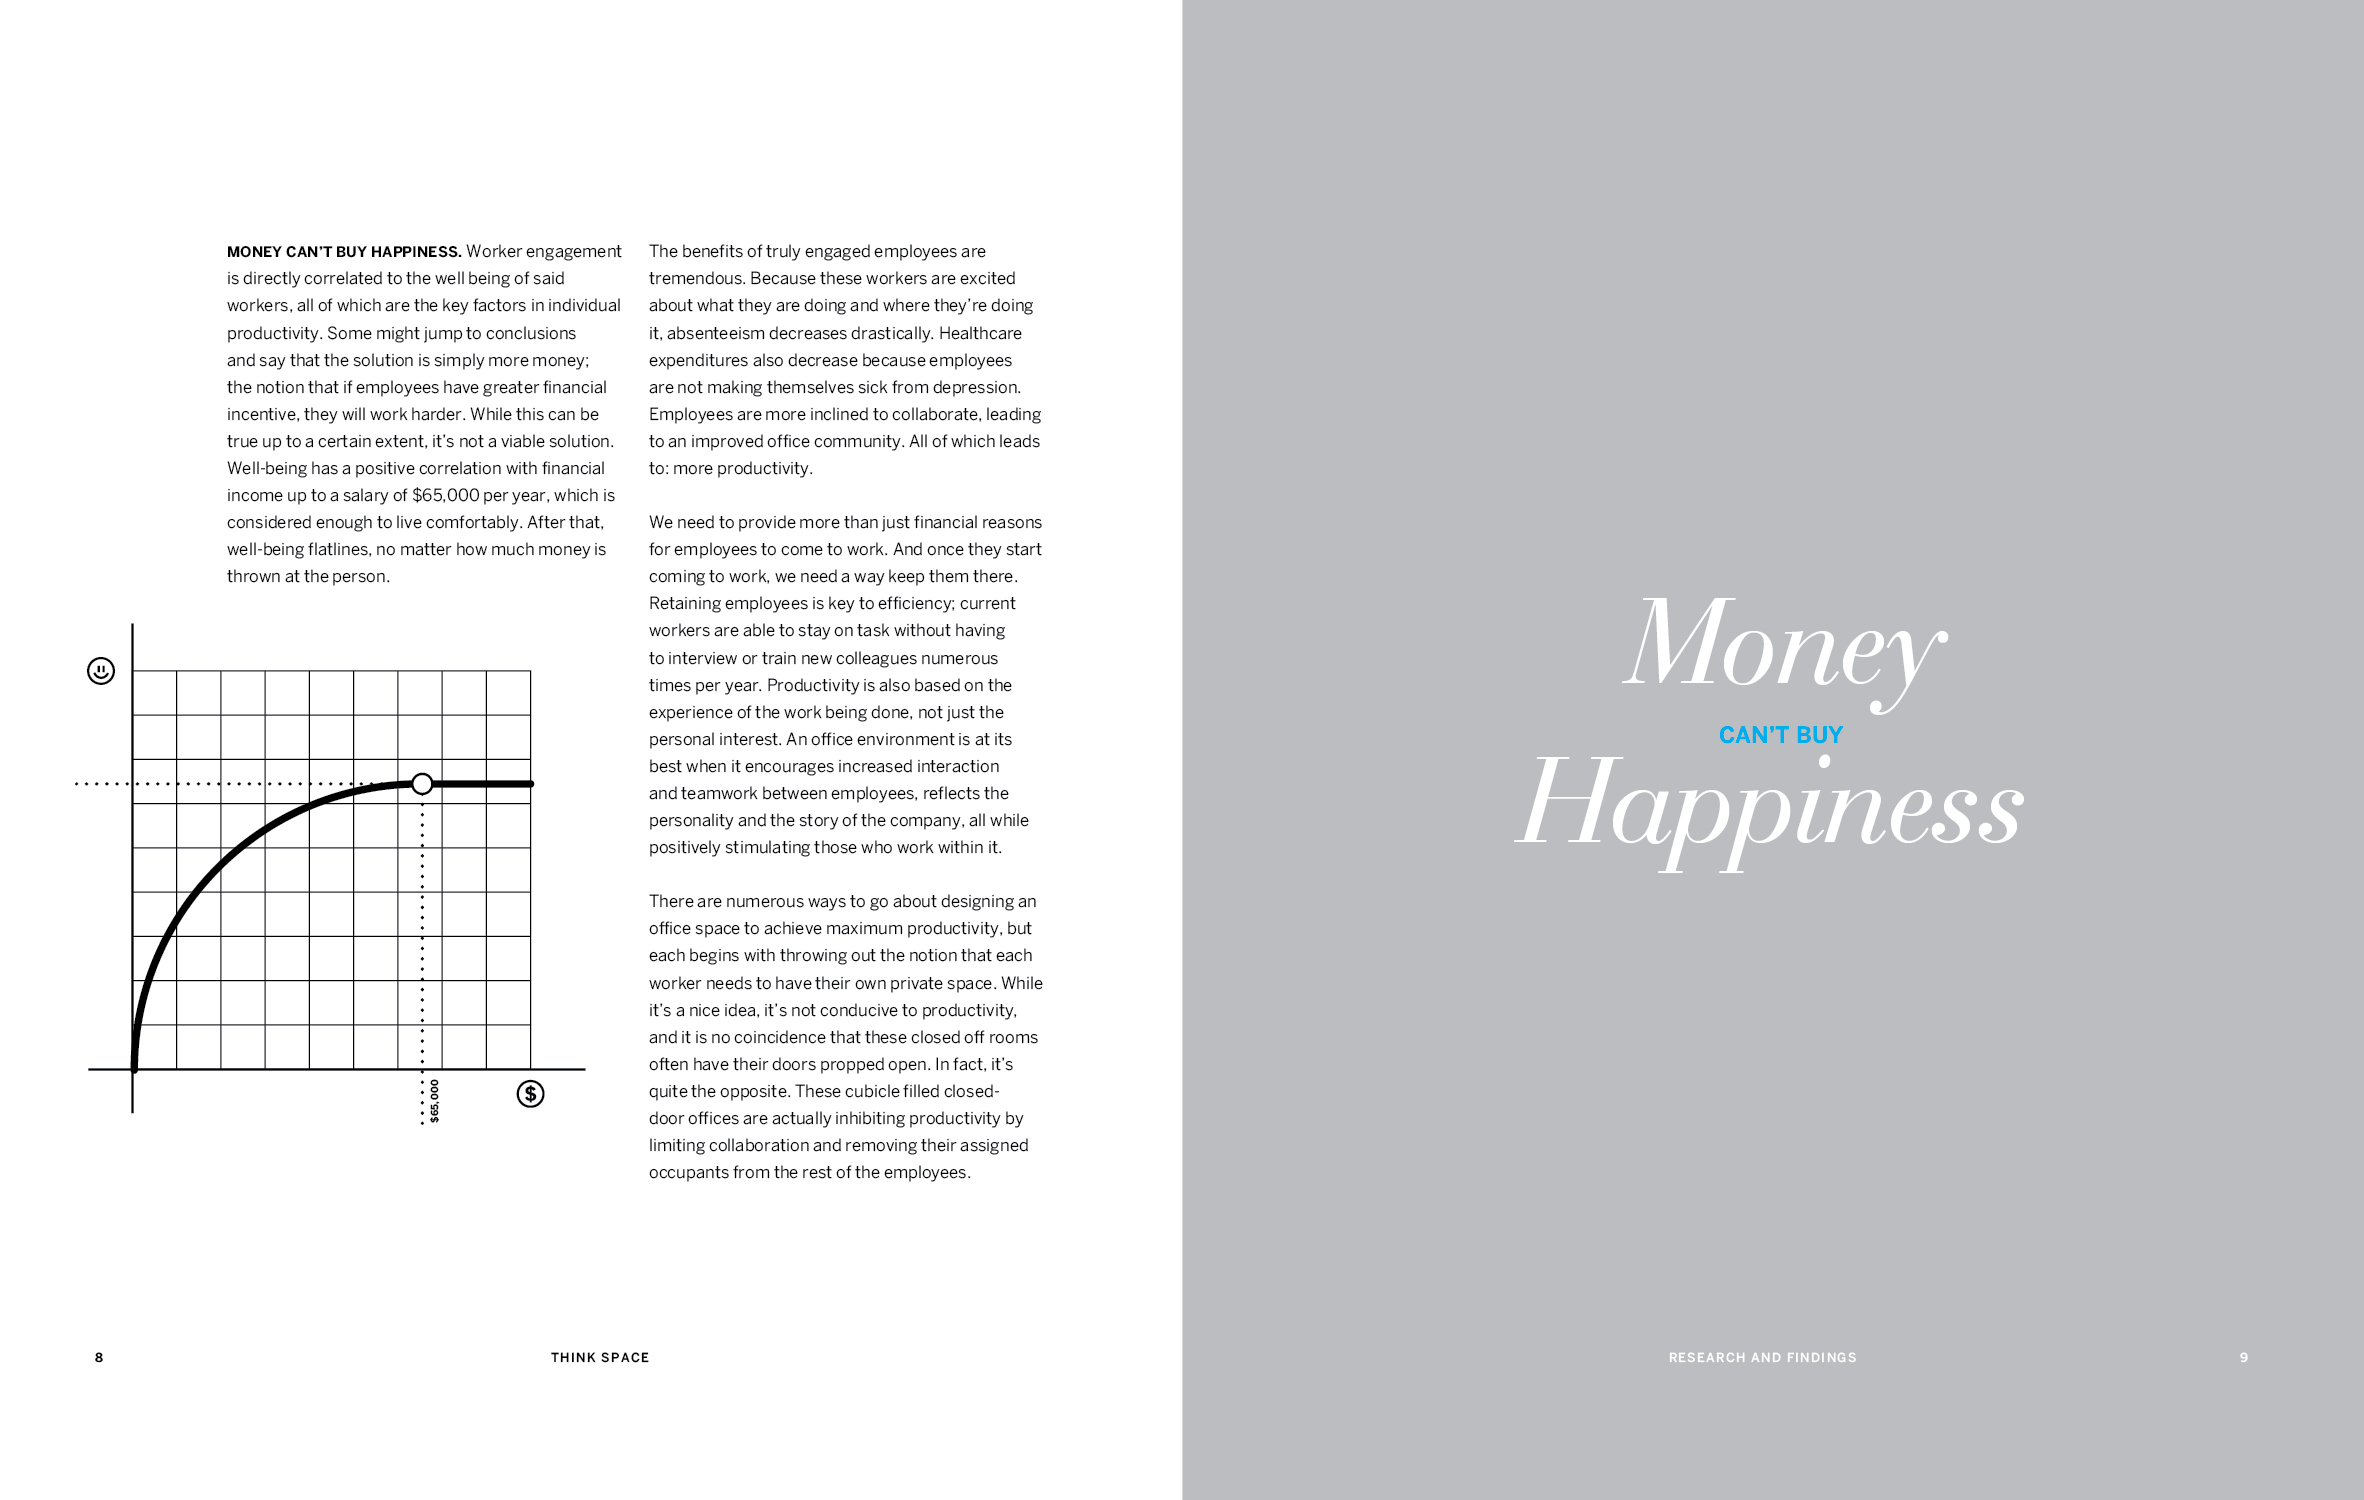 MONEY CAN'T BUY HAPPINESS. Worker engagement
is directly correlated to the well being of said
workers, all of which are the key factors in individual
productivity. Some might jump to conclusions
and say that the solution is simply more money;
the notion that if employees have greater financial
incentive, they will work harder. While this can be
true up to a certain extent, it's not a viable solution.
Well-being has a positive correlation with financial
income up to a salary of $65,000 per year, which is
considered enough to live comfortably. After that,
well-being flatlines, no matter how much money is
thrown at the person.
$65,000
$
The benefits of truly engaged employees are
tremendous. Because these workers are excited
about what they are doing and where they're doing
it, absenteeism decreases drastically. Healthcare
expenditures also decrease because employees
are not making themselves sick from depression.
Employees are more inclined to collaborate, leading
to an improved office community. All of which leads
to: more productivity.
We need to provide more than just financial reasons
for employees to come to work. And once they start
coming to work, we need a way keep them there.
Retaining employees is key to efficiency; current
workers are able to stay on task without having
to interview or train new colleagues numerous
times per year. Productivity is also based on the
experience of the work being done, not just the
personal interest. An office environment is at its
best when it encourages increased interaction
and teamwork between employees, reflects the
personality and the story of the company, all while
positively stimulating those who work within it.
There are numerous ways to go about designing an
office space to achieve maximum productivity, but
each begins with throwing out the notion that each
worker needs to have their own private space. While
it's a nice idea, it's not conducive to productivity,
and it is no coincidence that these closed off rooms
often have their doors propped open. In fact, it's
quite the opposite. These cubicle filled closed-
door offices are actually inhibiting productivity by
limiting collaboration and removing their assigned
occupants from the rest of the employees.
8
THINK SPACE
Money
CAN'T BUY
Happiness
RESEARCH AND FINDINGS
9